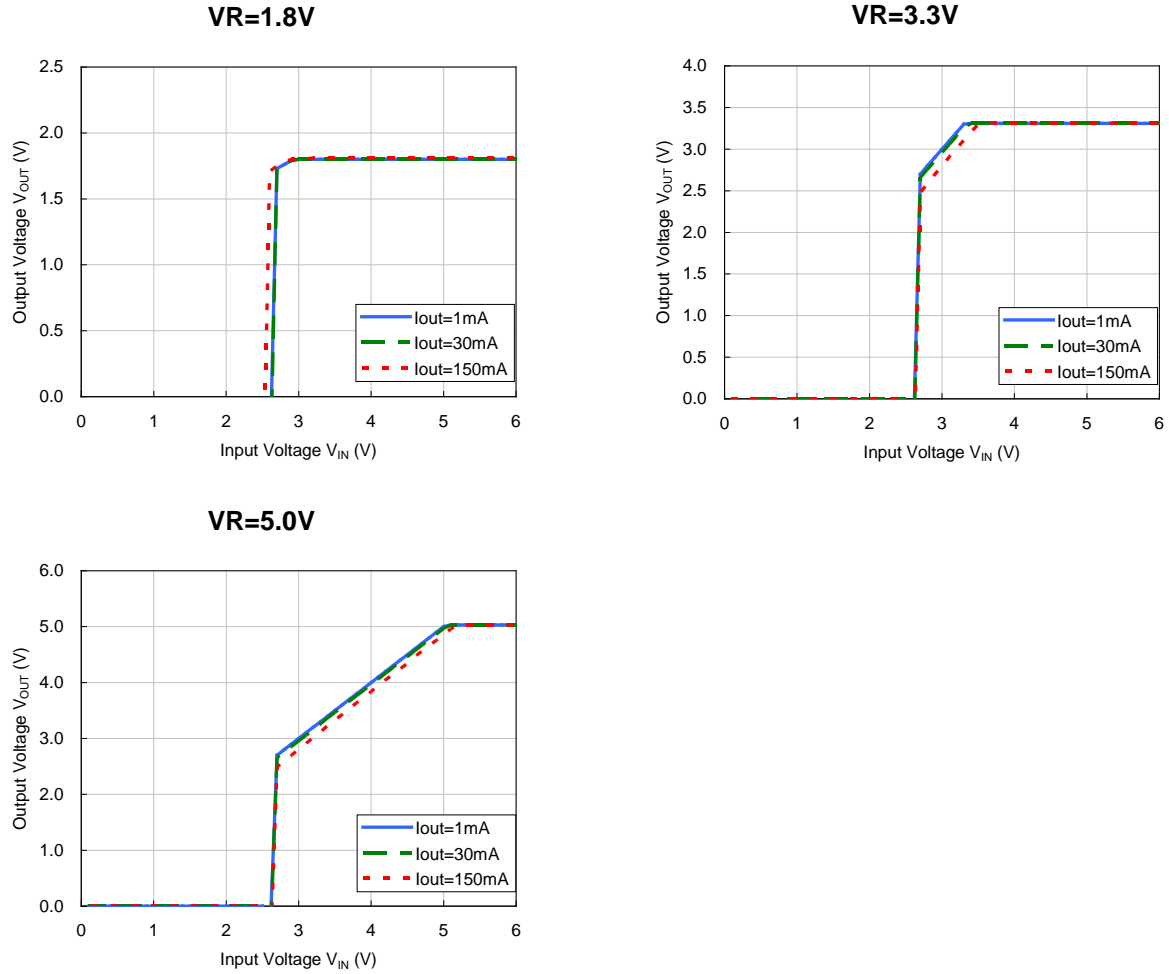 VR=1.8V
Output Voltage VOUT (V)
2.5
2.0
1.5
1.0
0.5
0.0
Iout=1mA
Iout=30mA
Iout=150mA
0 1 2 3 4 5 6
Input Voltage VIN (V)
VR=3.3V
Output Voltage VOUT (V)
4.0
3.5
3.0
2.5
2.0
1.5
1.0
0.5
0.0
Iout=1mA
Iout=30mA
Iout=150mA
0 1 2 3 4 5 6
Input Voltage VIN (V)
VR=5.0V
Output Voltage VOUT (V)
6.0
5.0
4.0
3.0
2.0
1.0
0.0
Iout=1mA
Iout=30mA
Iout=150mA
0 1 2 3 4 5 6
Input Voltage VIN (V)